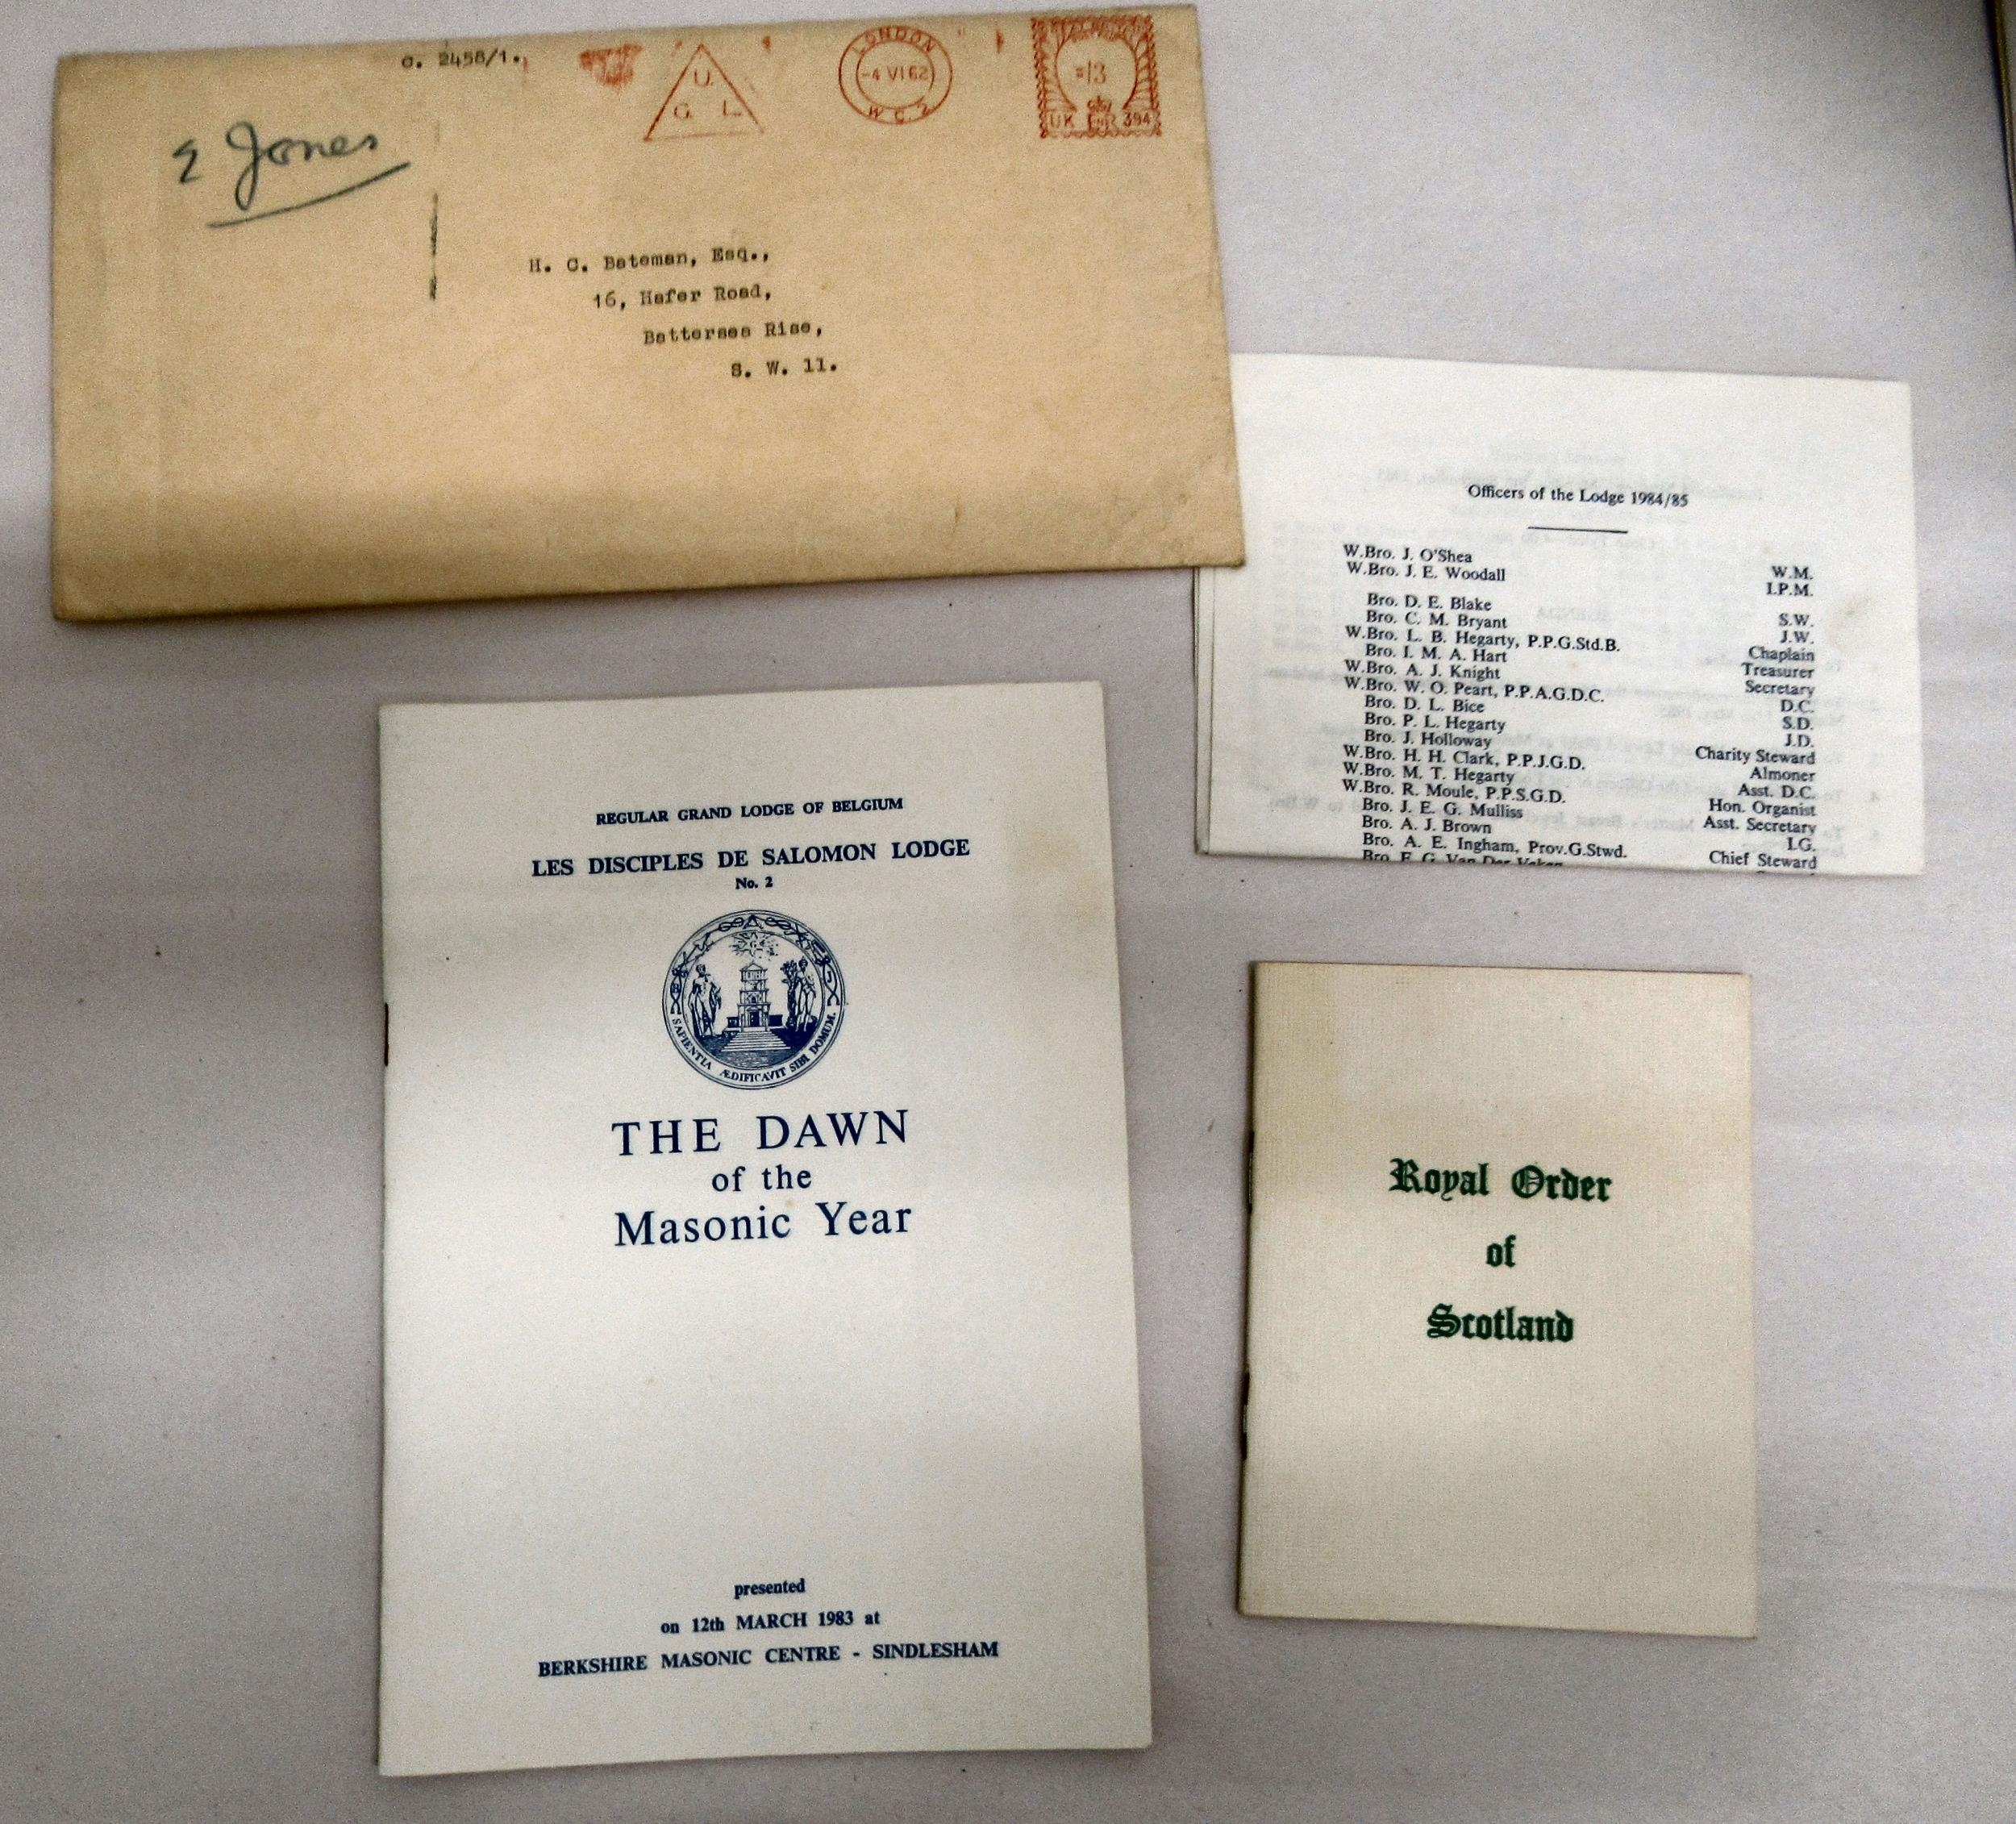 C. 2458/1.
U.
G. L.
LONDON
-4 VI 62
W.C.2
=/3
E Jones
H. C. Bateman, Esq.,
16, Hafer Road,
Battersea Rise,
S. W. 11.
Officers of the Lodge 1984/85
W.Bro. J. O'Shea W.M.
W.Bro. J. E. Woodall I.P.M.
Bro. D. E. Blake S.W.
Bro. C. M. Bryant J.W.
W.Bro. L. B. Hegarty, P.P.G.Std.B. Chaplain
Bro. I. M. A. Hart Treasurer
W.Bro. A. J. Knight Secretary
W.Bro. W. O. Peart, P.P.A.G.D.C. D.C.
Bro. D. L. Bice S.D.
Bro. P. L. Hegarty J.D.
Bro. J. Holloway Charity Steward
W.Bro. H. H. Clark, P.P.J.G.D. Almoner
W.Bro. M. T. Hegarty Asst. D.C.
W.Bro. R. Moule, P.P.S.G.D. Hon. Organist
Bro. J. E. G. Mulliss Asst. Secretary
Bro. A. J. Brown I.G.
Bro. A. E. Ingham, Prov.G.Stwd. Chief Steward
Bro. F. G. Van Der
REGULAR GRAND LODGE OF BELGIUM
LES DISCIPLES DE SALOMON LODGE
No. 2
SAPIENTIA ÆDIFICAVIT SIBI DOMUM.
THE DAWN
of the
Masonic Year
presented
on 12th MARCH 1983 at
BERKSHIRE MASONIC CENTRE - SINDLESHAM
Royal Order
of
Scotland